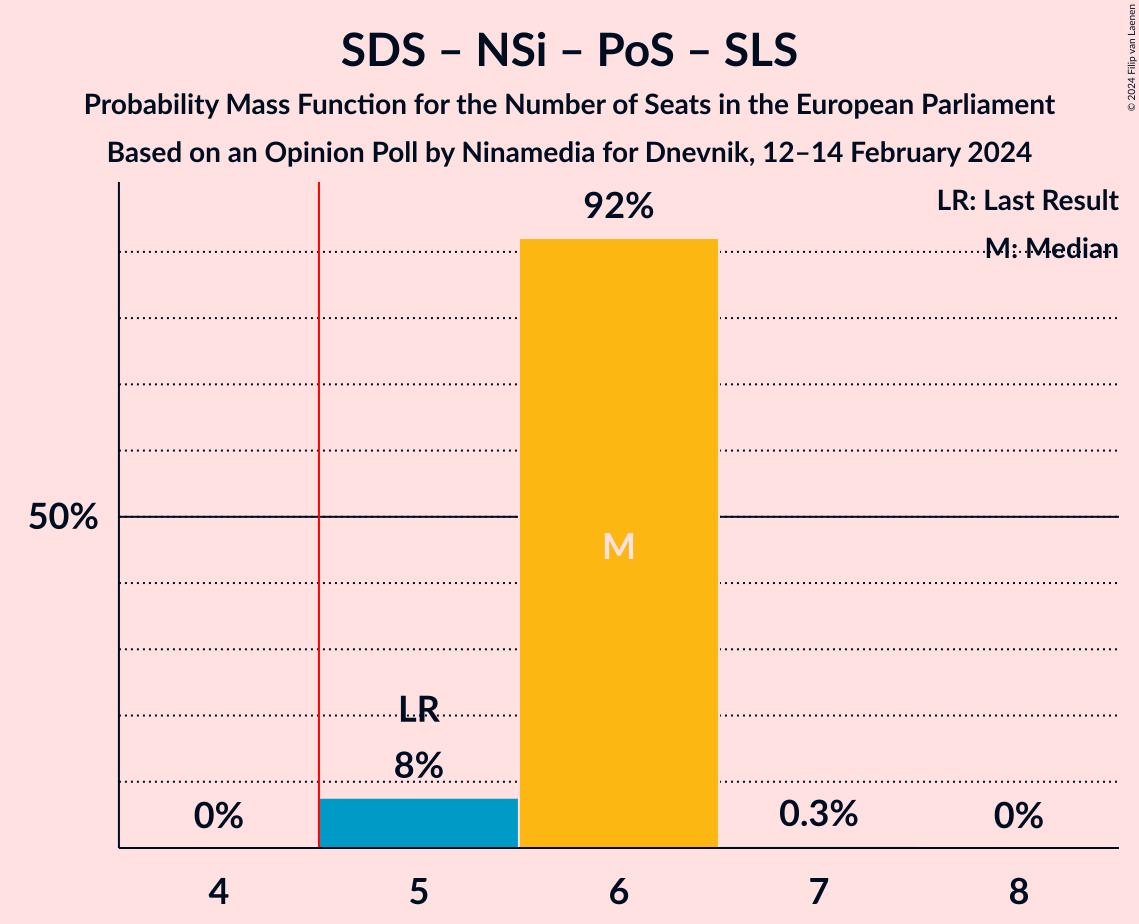 SDS – NSi – PoS – SLS
Probability Mass Function for the Number of Seats in the European Parliament
Based on an Opinion Poll by Ninamedia for Dnevnik, 12–14 February 2024
© 2024 Filip van Laenen
LR: Last Result
M: Median
92%
50%
M
LR
8%
0%
0.3%
0%
4 5 6 7 8